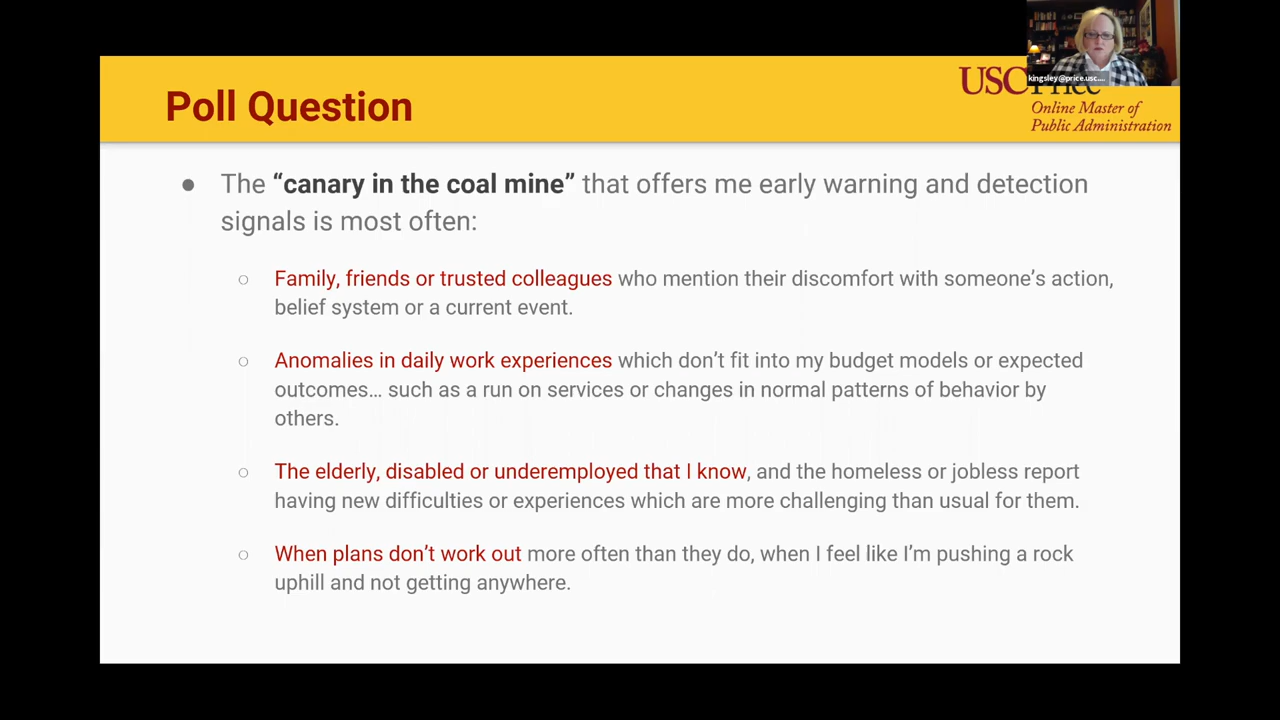 kingsley@price.usc....
USC Price
Online Master of
Public Administration
Poll Question
● The “canary in the coal mine” that offers me early warning and detection
signals is most often:
○ Family, friends or trusted colleagues who mention their discomfort with someone’s action,
belief system or a current event.
○ Anomalies in daily work experiences which don’t fit into my budget models or expected
outcomes… such as a run on services or changes in normal patterns of behavior by
others.
○ The elderly, disabled or underemployed that I know, and the homeless or jobless report
having new difficulties or experiences which are more challenging than usual for them.
○ When plans don’t work out more often than they do, when I feel like I’m pushing a rock
uphill and not getting anywhere.